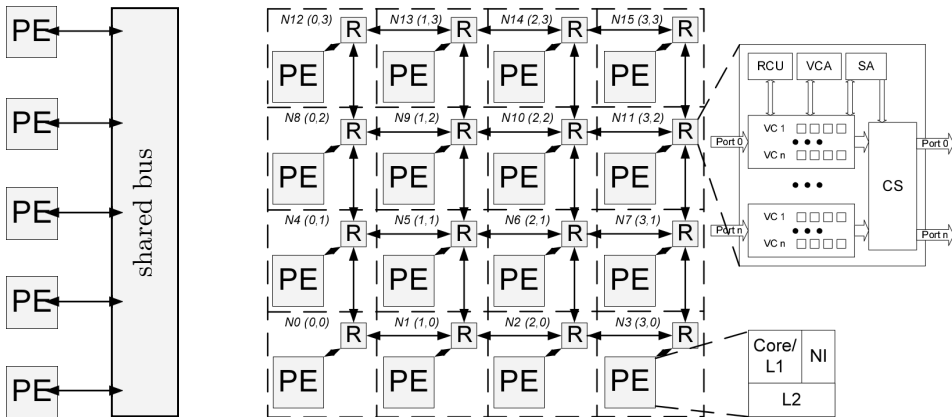 PE
PE
PE
PE
PE
shared bus
N12 (0,3) R N13 (1,3) R N14 (2,3) R N15 (3,3) R
PE PE PE PE
N8 (0,2) R N9 (1,2) R N10 (2,2) R N11 (3,2) R
PE PE PE PE
N4 (0,1) R N5 (1,1) R N6 (2,1) R N7 (3,1) R
PE PE PE PE
N0 (0,0) R N1 (1,0) R N2 (2,0) R N3 (3,0) R
PE PE PE PE
RCU VCA SA
VC 1
Port 0
VC n
Port 0
CS
VC 1
Port n
VC n
Port n
Core/
L1
NI
L2